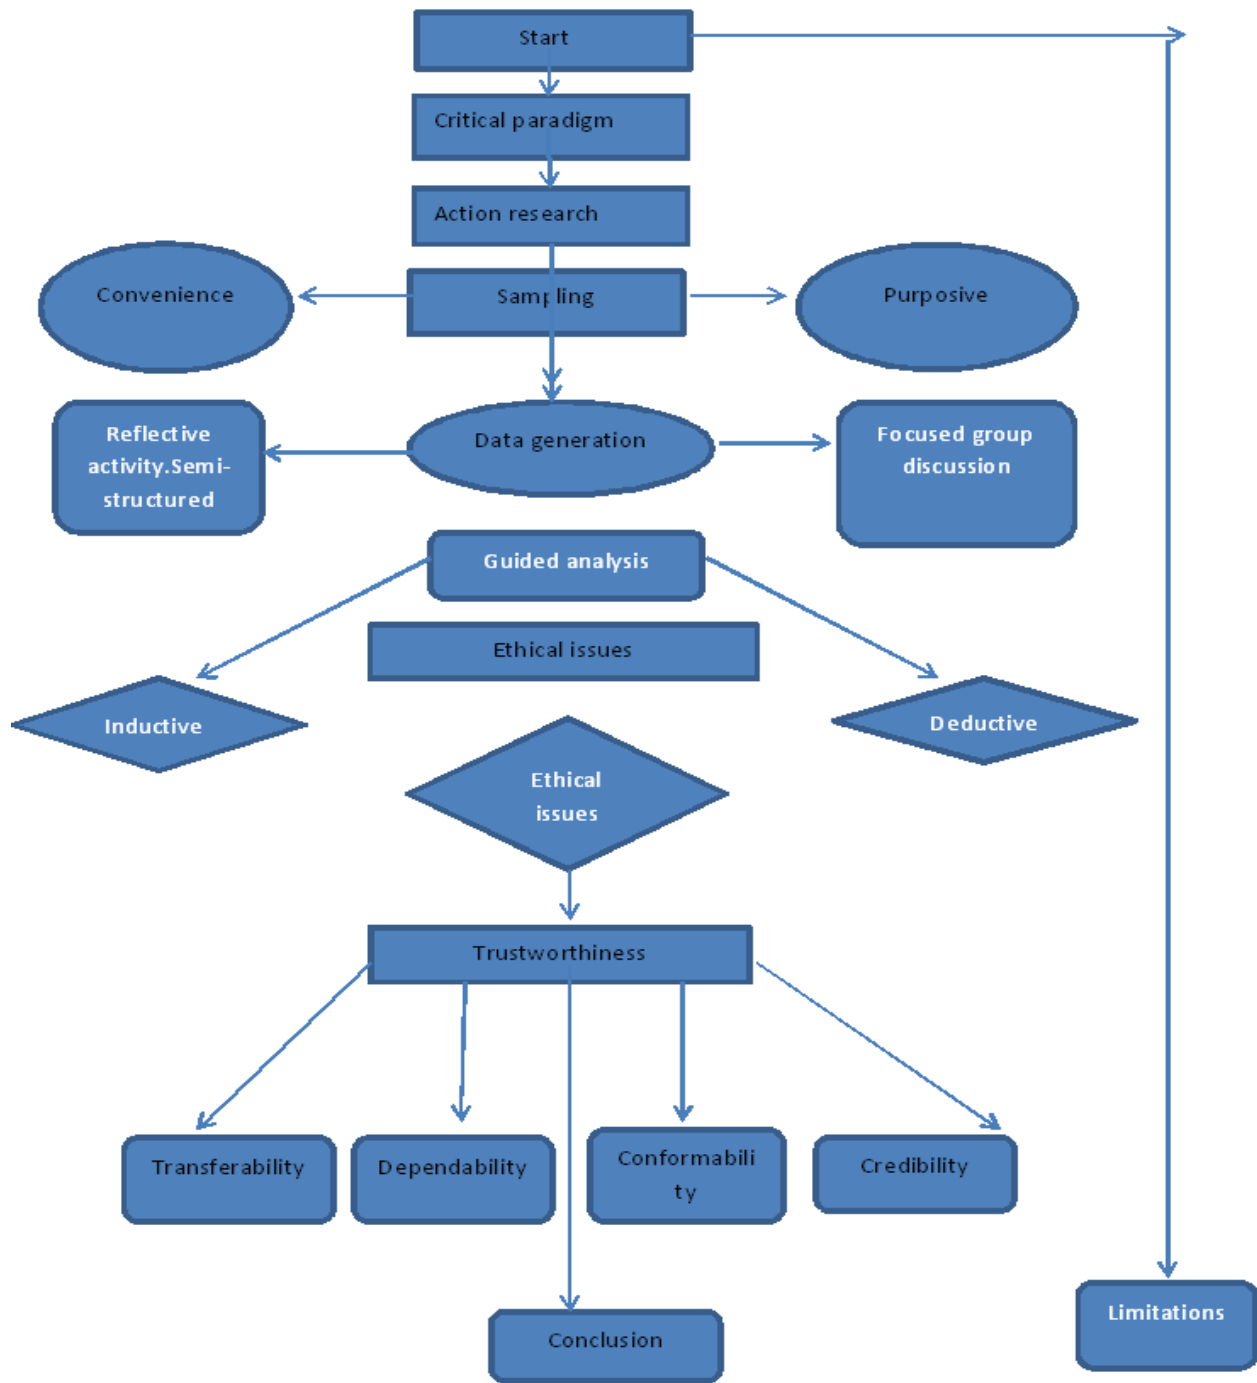 Start
Critical paradigm
Action research
Convenience
Sampling
Purposive
Reflective
activity.Semi-
structured
Data generation
Focused group
discussion
Guided analysis
Ethical issues
Inductive
Deductive
Ethical
issues
Trustworthiness
Transferability
Dependability
Conformabili
ty
Credibility
Limitations
Conclusion